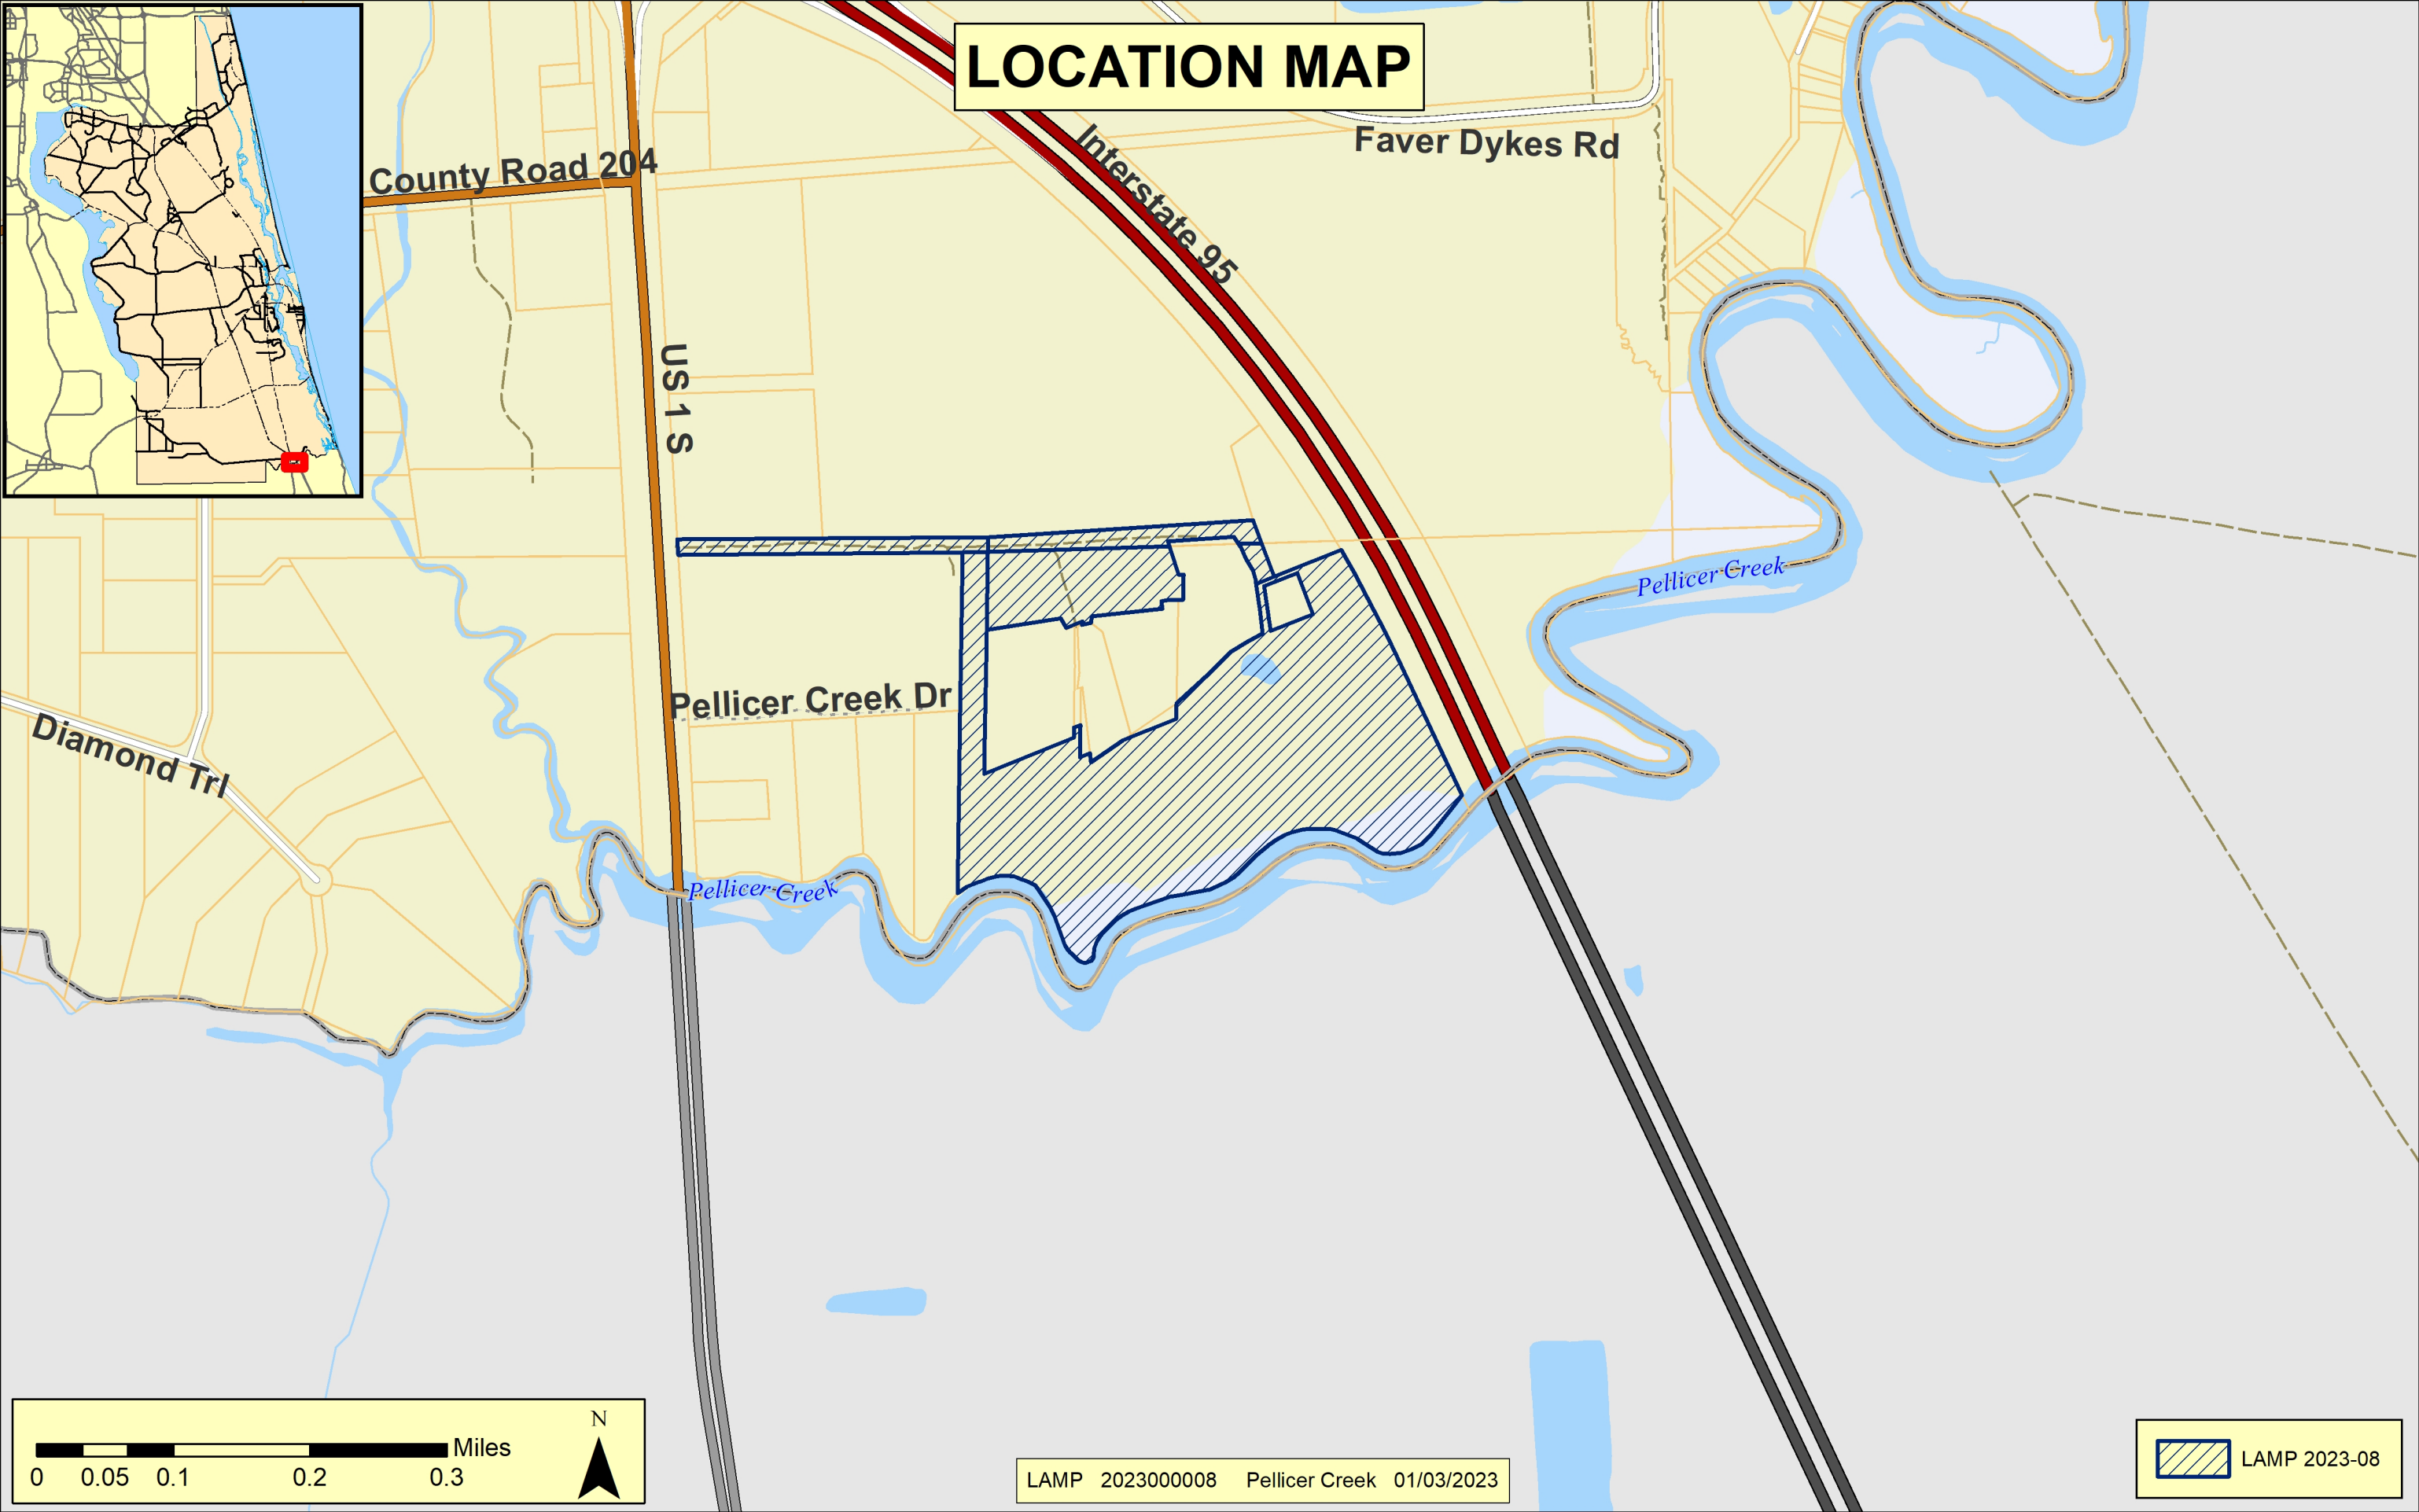 LOCATION MAP
Faver Dykes Rd
Interstate 95
County Road 204
US 1 S
Pellicer Creek
Pellicer Creek Dr
Diamond Trl
Pellicer Creek
N
Miles
0 0.05 0.1 0.2 0.3
LAMP 2023000008 Pellicer Creek 01/03/2023
LAMP 2023-08